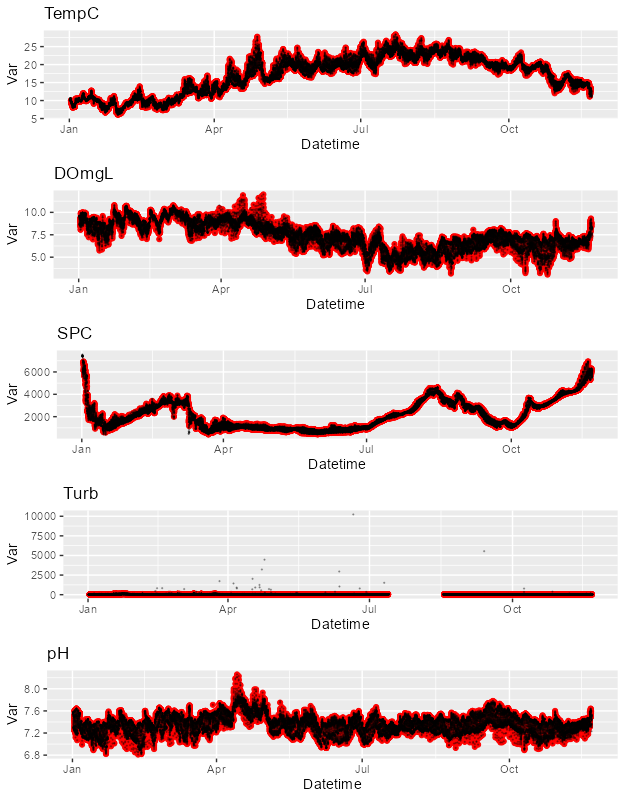 TempC
Var
25
20
15
10
5
Jan Apr Jul Oct
Datetime
DOmgL
Var
10.0
7.5
5.0
Jan Apr Jul Oct
Datetime
SPC
Var
6000
4000
2000
Jan Apr Jul Oct
Datetime
Turb
Var
10000
7500
5000
2500
0
Jan Apr Jul Oct
Datetime
pH
Var
8.0
7.6
7.2
6.8
Jan Apr Jul Oct
Datetime